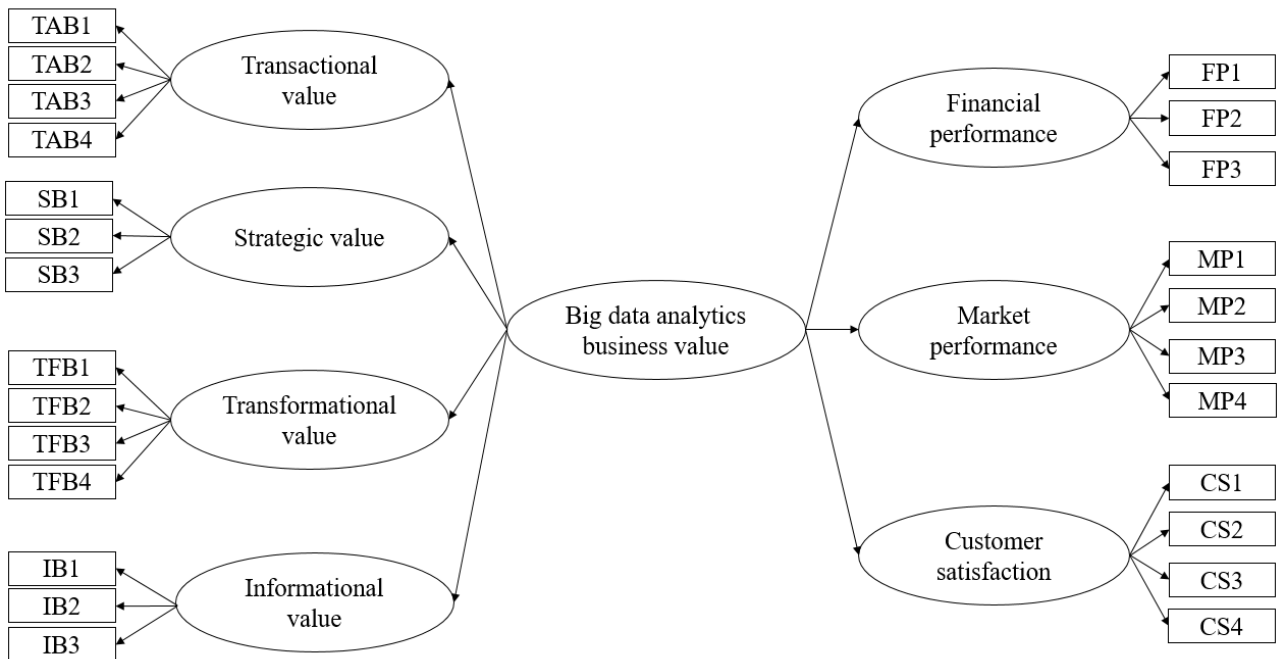 TAB1
TAB2
TAB3
TAB4
Transactional
value
SB1
SB2
SB3
Strategic value
TFB1
TFB2
TFB3
TFB4
Transformational
value
IB1
IB2
IB3
Informational
value
Big data analytics
business value
Financial
performance
FP1
FP2
FP3
Market
performance
MP1
MP2
MP3
MP4
Customer
satisfaction
CS1
CS2
CS3
CS4